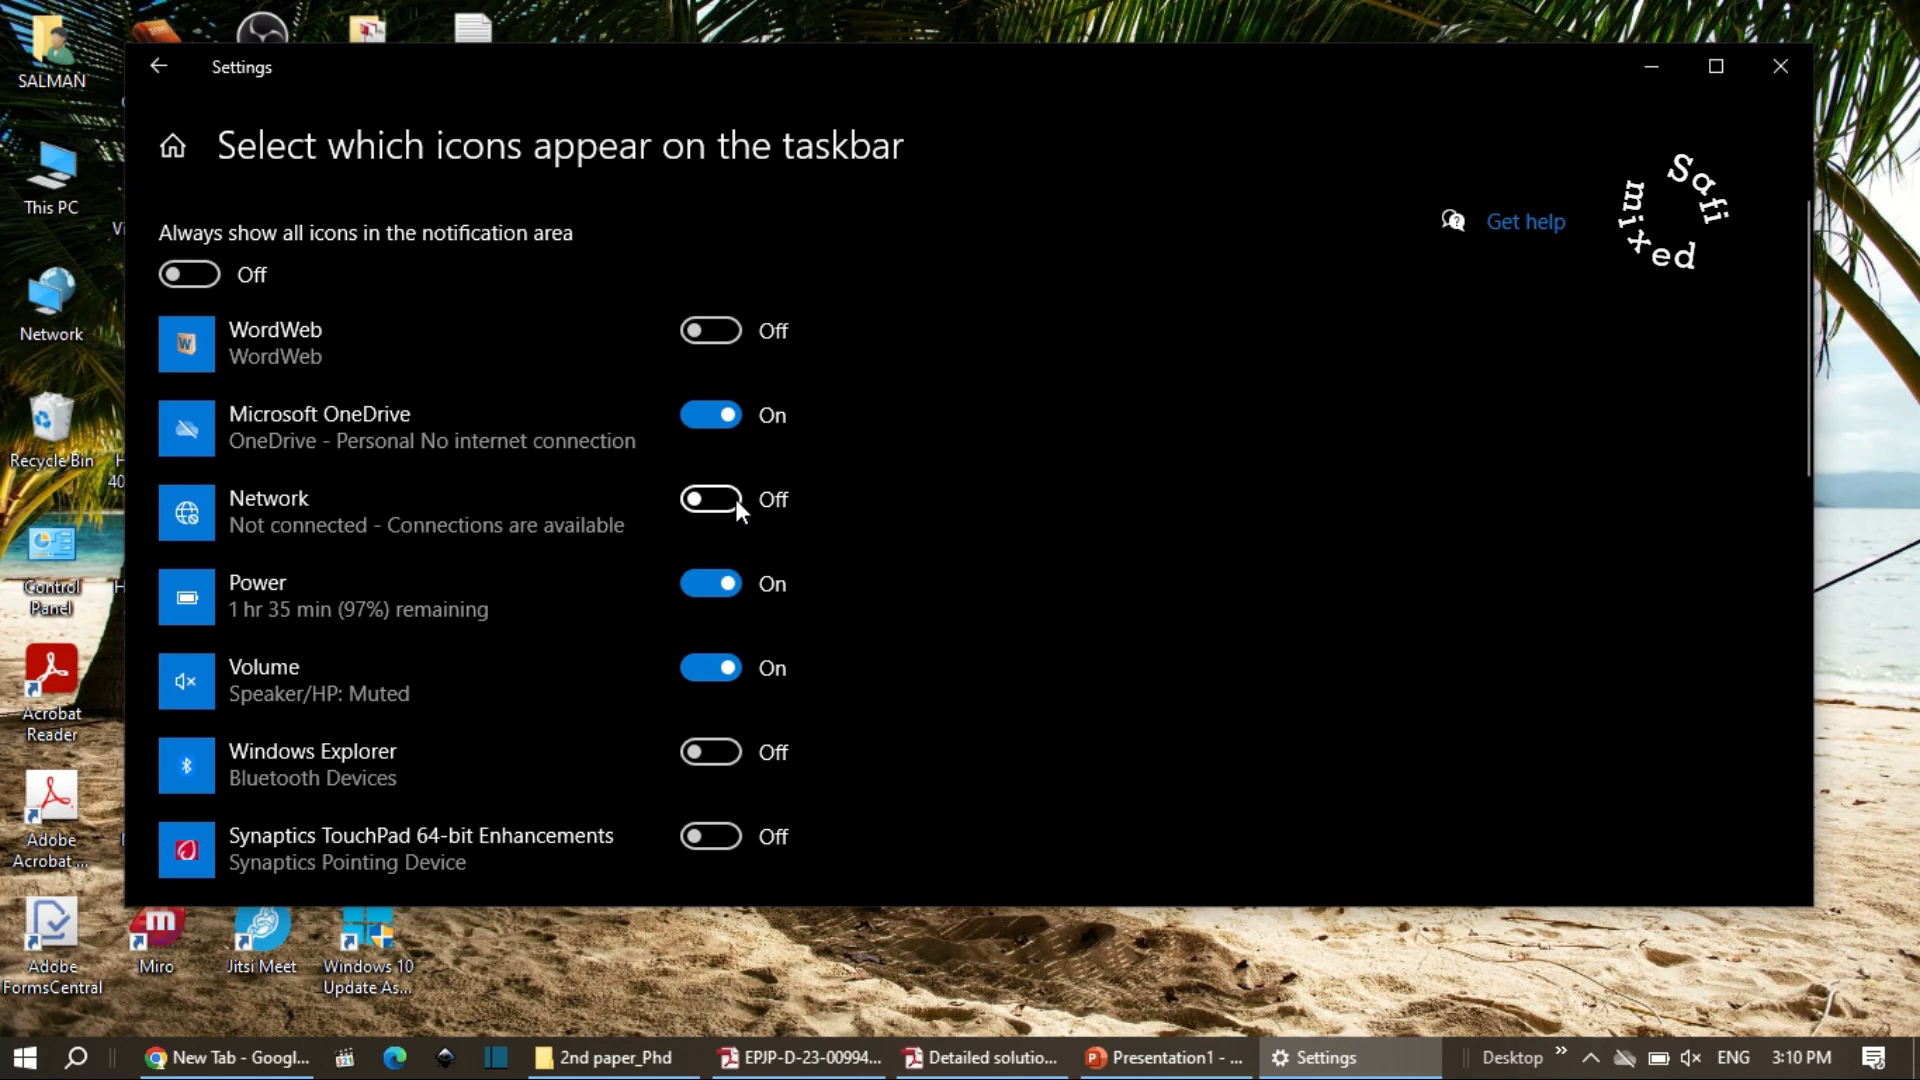 SALMAN
This PC
Network
Recycle Bin
Control
Panel
Acrobat
Reader
Adobe
Acrobat ...
Adobe
FormsCentral
Miro
Jitsi Meet
Windows 10
Update As...
Settings
Select which icons appear on the taskbar
Get help
Safi
mixed
Always show all icons in the notification area
Off
WordWeb
WordWeb
Off
Microsoft OneDrive
OneDrive - Personal No internet connection
On
Network
Not connected - Connections are available
Off
Power
1 hr 35 min (97%) remaining
On
Volume
Speaker/HP: Muted
On
Windows Explorer
Bluetooth Devices
Off
Synaptics TouchPad 64-bit Enhancements
Synaptics Pointing Device
Off
New Tab - Googl...
2nd paper_Phd
EPJP-D-23-00994...
Detailed solutio...
Presentation1 - ...
Settings
Desktop
ENG
3:10 PM